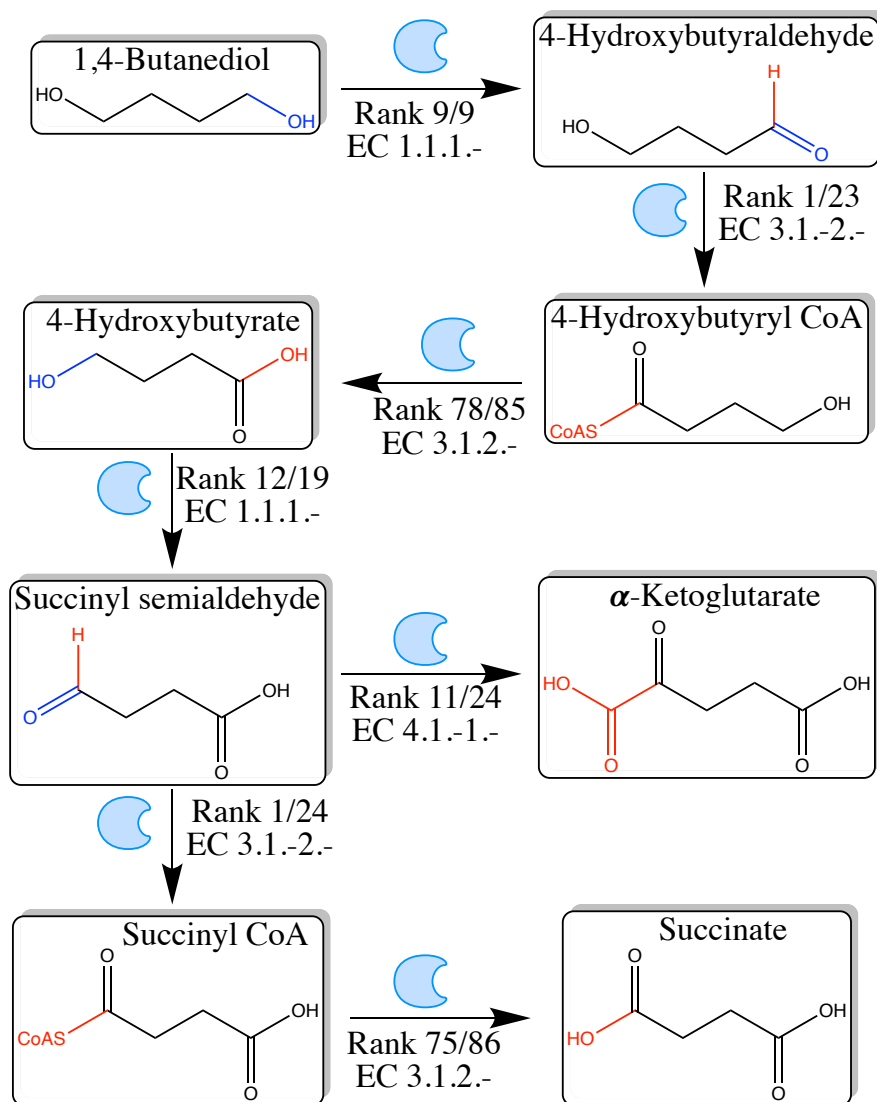 1,4-Butanediol
HO
OH
Rank 9/9
EC 1.1.1.-
4-Hydroxybutyraldehyde
H
HO
O
Rank 1/23
EC 3.1.-2.-
4-Hydroxybutyryl CoA
O
OH
CoAS
Rank 78/85
EC 3.1.2.-
4-Hydroxybutyrate
OH
HO
O
Rank 12/19
EC 1.1.1.-
Succinyl semialdehyde
H
OH
O
O
Rank 11/24
EC 4.1.-1.-
α-Ketoglutarate
O
HO
OH
O
O
Rank 1/24
EC 3.1.-2.-
Succinyl CoA
O
OH
CoAS
O
Rank 75/86
EC 3.1.2.-
Succinate
O
OH
HO
O